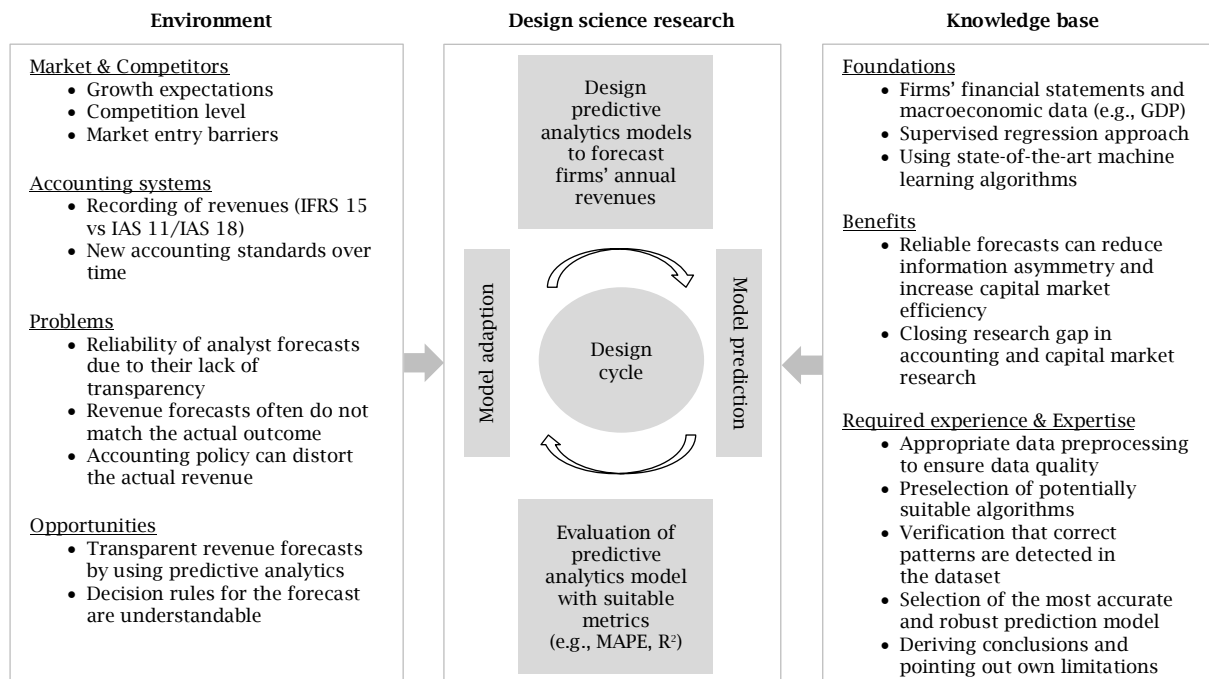 Environment
Market & Competitors
• Growth expectations
• Competition level
• Market entry barriers
Accounting systems
• Recording of revenues (IFRS 15
vs IAS 11/IAS 18)
• New accounting standards over
time
Problems
• Reliability of analyst forecasts
due to their lack of
transparency
• Revenue forecasts often do not
match the actual outcome
• Accounting policy can distort
the actual revenue
Opportunities
• Transparent revenue forecasts
by using predictive analytics
• Decision rules for the forecast
are understandable
Design science research
Design
predictive
analytics models
to forecast
firms’ annual
revenues
Model adaption
Design
cycle
Model prediction
Evaluation of
predictive
analytics model
with suitable
metrics
(e.g., MAPE, R²)
Knowledge base
Foundations
• Firms’ financial statements and
macroeconomic data (e.g., GDP)
• Supervised regression approach
• Using state-of-the-art machine
learning algorithms
Benefits
• Reliable forecasts can reduce
information asymmetry and
increase capital market
efficiency
• Closing research gap in
accounting and capital market
research
Required experience & Expertise
• Appropriate data preprocessing
to ensure data quality
• Preselection of potentially
suitable algorithms
• Verification that correct
patterns are detected in
the dataset
• Selection of the most accurate
and robust prediction model
• Deriving conclusions and
pointing out own limitations